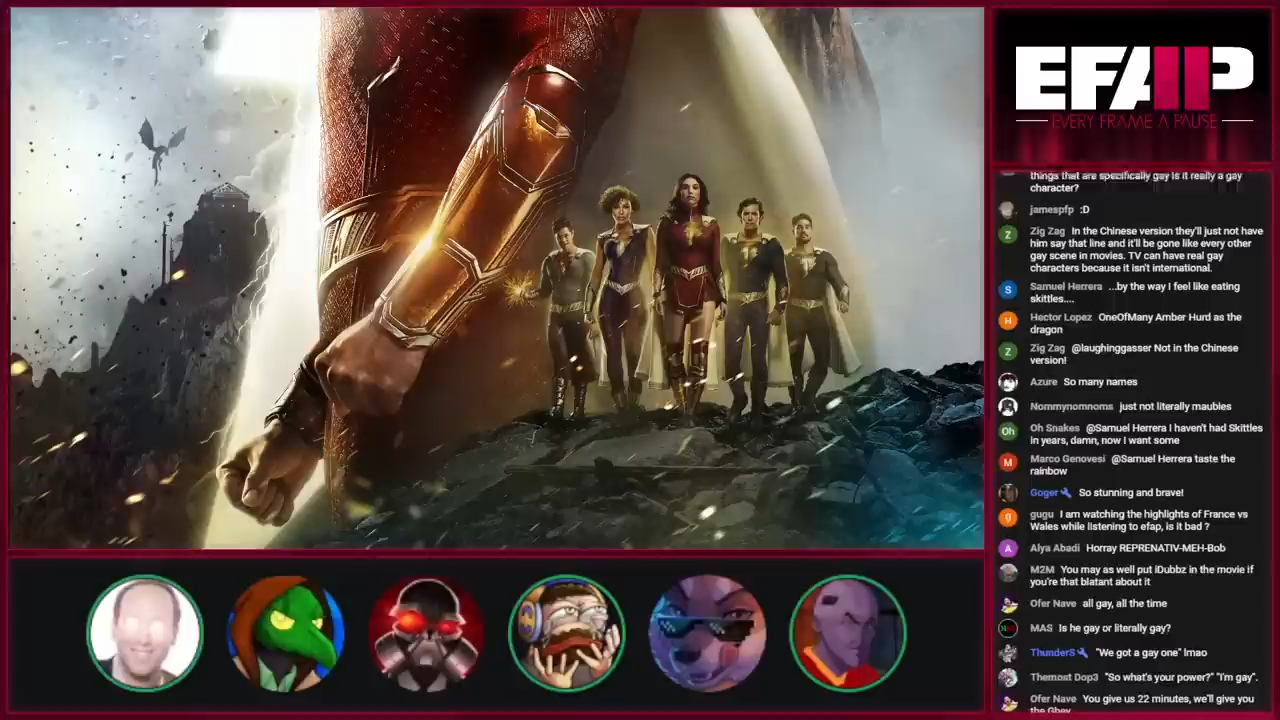 EFAP
EVERY FRAME A PAUSE
things that are specifically gay is it really a gay
character?
jamespfp :D
Z
Zig Zag In the Chinese version they'll just not have
him say that line and it'll be gone like every other
gay scene in movies. TV can have real gay
characters because it isn't international.
S
Samuel Herrera ...by the way I feel like eating
skittles....
H
Hector Lopez OneOfMany Amber Hurd as the
dragon
Z
Zig Zag @laughinggasser Not in the Chinese
version!
Azure So many names
Nommynomnoms just not literally maubles
Oh
Oh Snakes @Samuel Herrera I haven't had Skittles
in years, damn, now I want some
M
Marco Genovesi @Samuel Herrera taste the
rainbow
Goger So stunning and brave!
g
gugu I am watching the highlights of France vs
Wales while listening to efap, is it bad ?
A
Alya Abadi Horray REPRENATIV-MEH-Bob
M2M You may as well put iDubbz in the movie if
you're that blatant about it
Ofer Nave all gay, all the time
MAS Is he gay or literally gay?
ThunderS "We got a gay one" lmao
Themost Dop3 "So what's your power?" "I'm gay".
Ofer Nave You give us 22 minutes, we'll give you
the Gbey